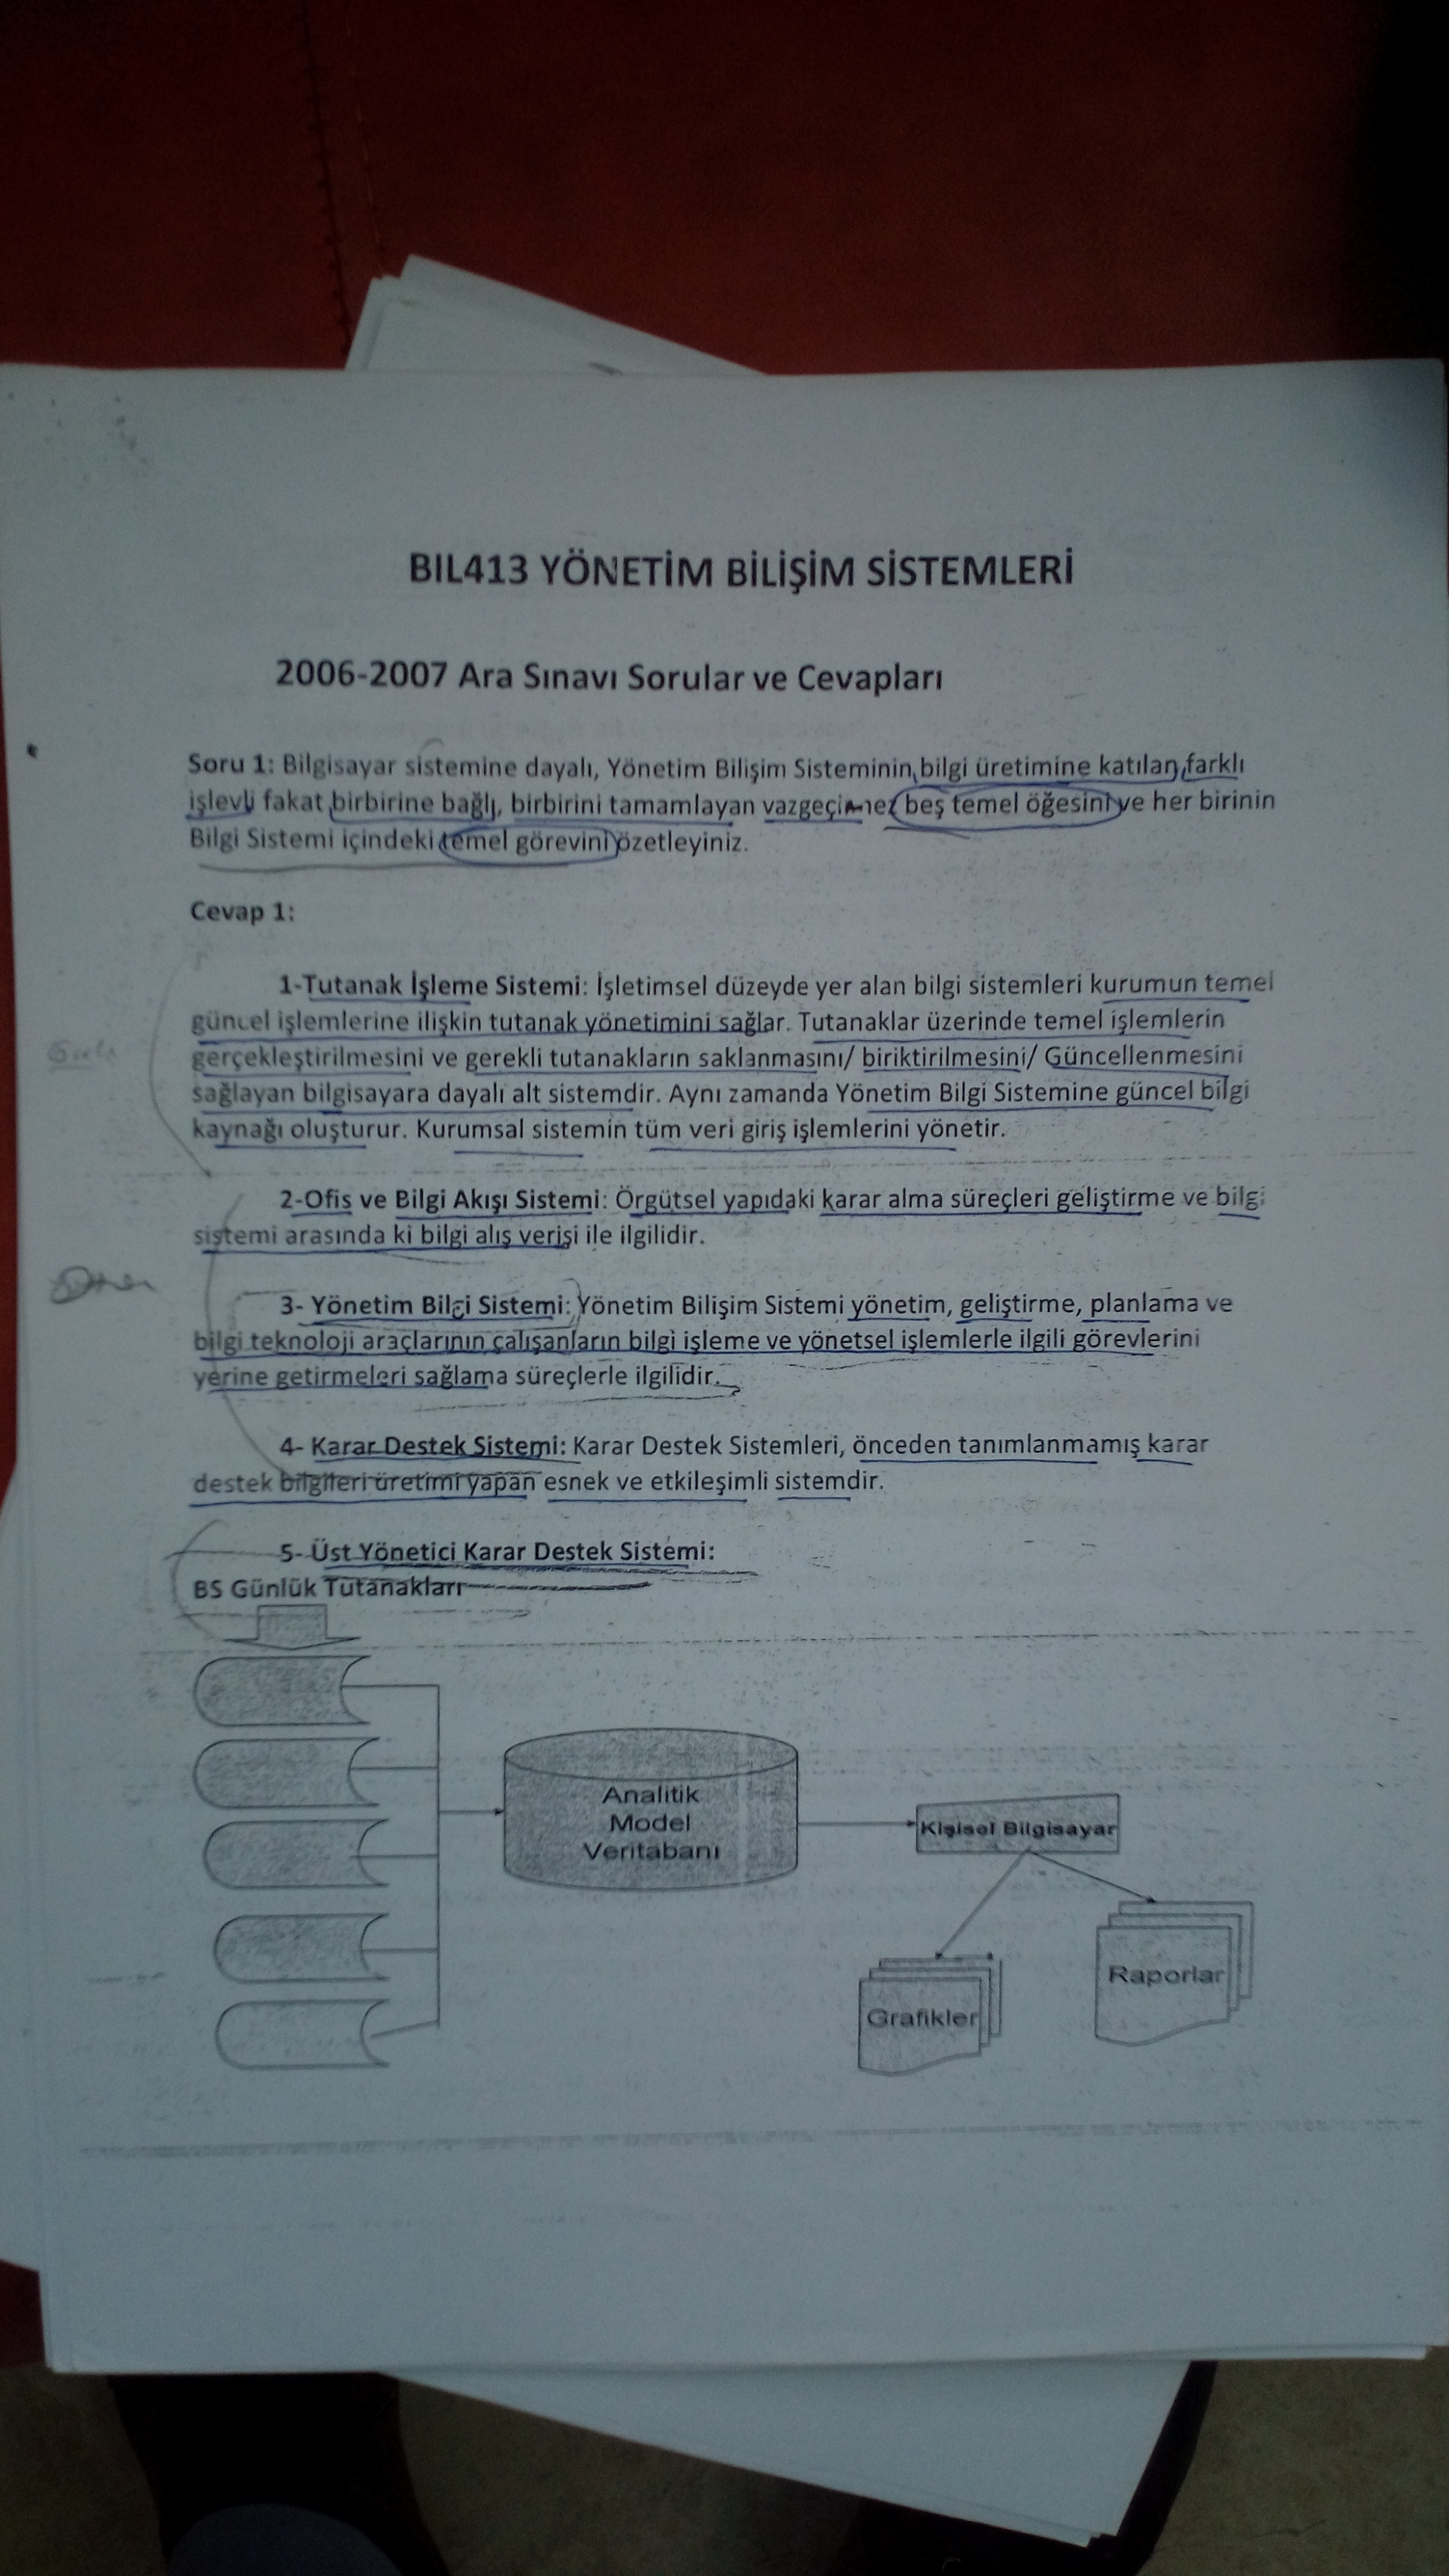 BIL413 YÖNETİM BİLİŞİM SİSTEMLERİ
2006-2007 Ara Sınavı Sorular ve Cevapları
Soru 1: Bilgisayar sistemine dayalı, Yönetim Bilişim Sisteminin bilgi üretimine katılan farklı
işlevli fakat birbirine bağlı, birbirini tamamlayan vazgeçilmez beş temel öğesini ve her birinin
Bilgi Sistemi içindeki temel görevini özetleyiniz.
Cevap 1:
1-Tutanak İşleme Sistemi: İşletimsel düzeyde yer alan bilgi sistemleri kurumun temel
güncel işlemlerine ilişkin tutanak yönetimini sağlar. Tutanaklar üzerinde temel işlemlerin
gerçekleştirilmesini ve gerekli tutanakların saklanmasını/ biriktirilmesini/ Güncellenmesini
sağlayan bilgisayara dayalı alt sistemdir. Aynı zamanda Yönetim Bilgi Sistemine güncel bilgi
kaynağı oluşturur. Kurumsal sistemin tüm veri giriş işlemlerini yönetir.
2-Ofis ve Bilgi Akışı Sistemi: Örgütsel yapıdaki karar alma süreçleri geliştirme ve bilgi
sistemi arasında ki bilgi alış verişi ile ilgilidir.
3- Yönetim Bilgi Sistemi: Yönetim Bilişim Sistemi yönetim, geliştirme, planlama ve
bilgi teknoloji araçlarının çalışanların bilgi işleme ve yönetsel işlemlerle ilgili görevlerini
yerine getirmeleri sağlama süreçlerle ilgilidir.
4- Karar Destek Sistemi: Karar Destek Sistemleri, önceden tanımlanmamış karar
destek bilgileri üretimi yapan esnek ve etkileşimli sistemdir.
5- Üst Yönetici Karar Destek Sistemi:
BS Günlük Tutanakları
Analitik
Model
Veritabanı
Kişisel Bilgisayar
Raporlar
Grafikler